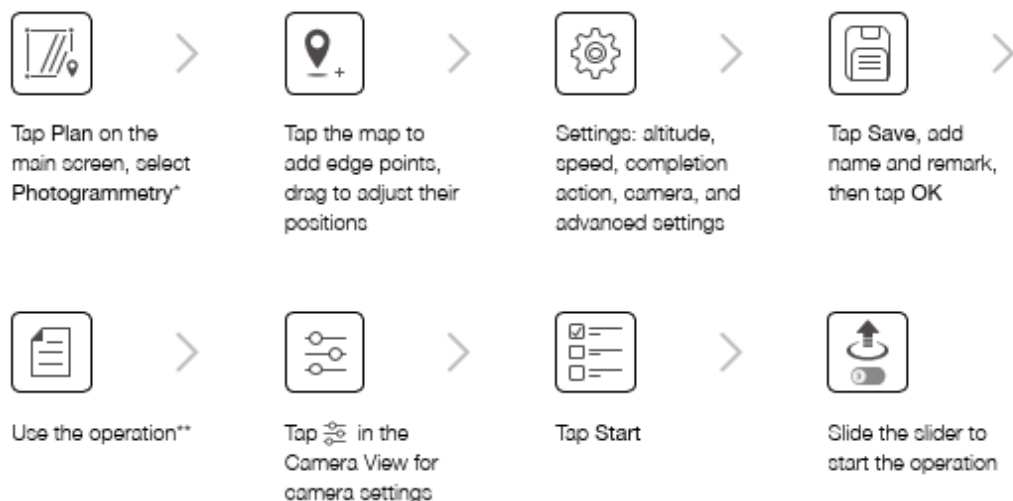 Tap Plan on the
main screen, select
Photogrammetry*
Tap the map to
add edge points,
drag to adjust their
positions
Settings: altitude,
speed, completion
action, camera, and
advanced settings
Tap Save, add
name and remark,
then tap OK
Use the operation**
Tap in the
Camera View for
camera settings
Tap Start
Slide the slider to
start the operation